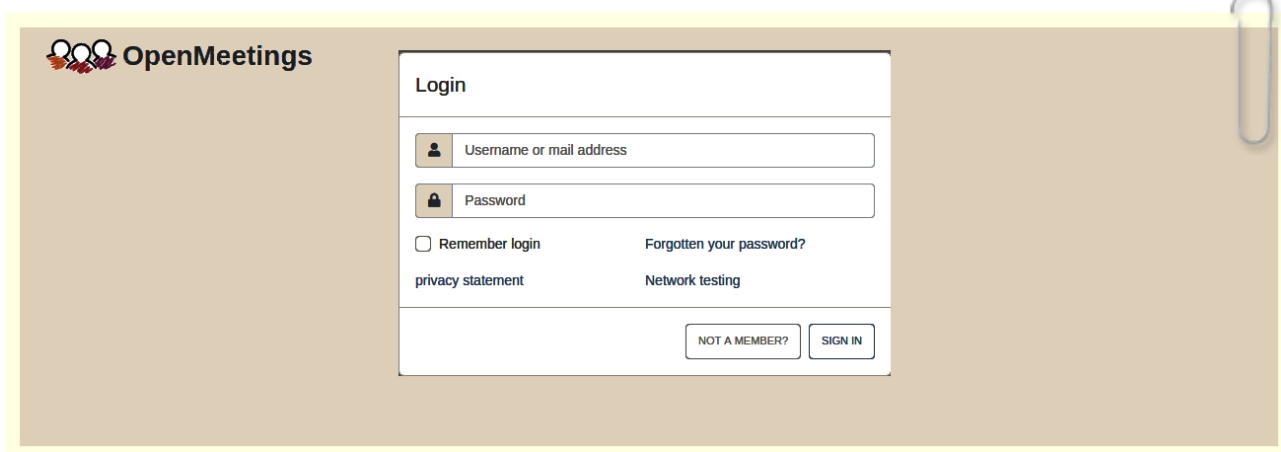 OpenMeetings
Login
Username or mail address
Password
Remember login Forgotten your password?
privacy statement Network testing
NOT A MEMBER? SIGN IN